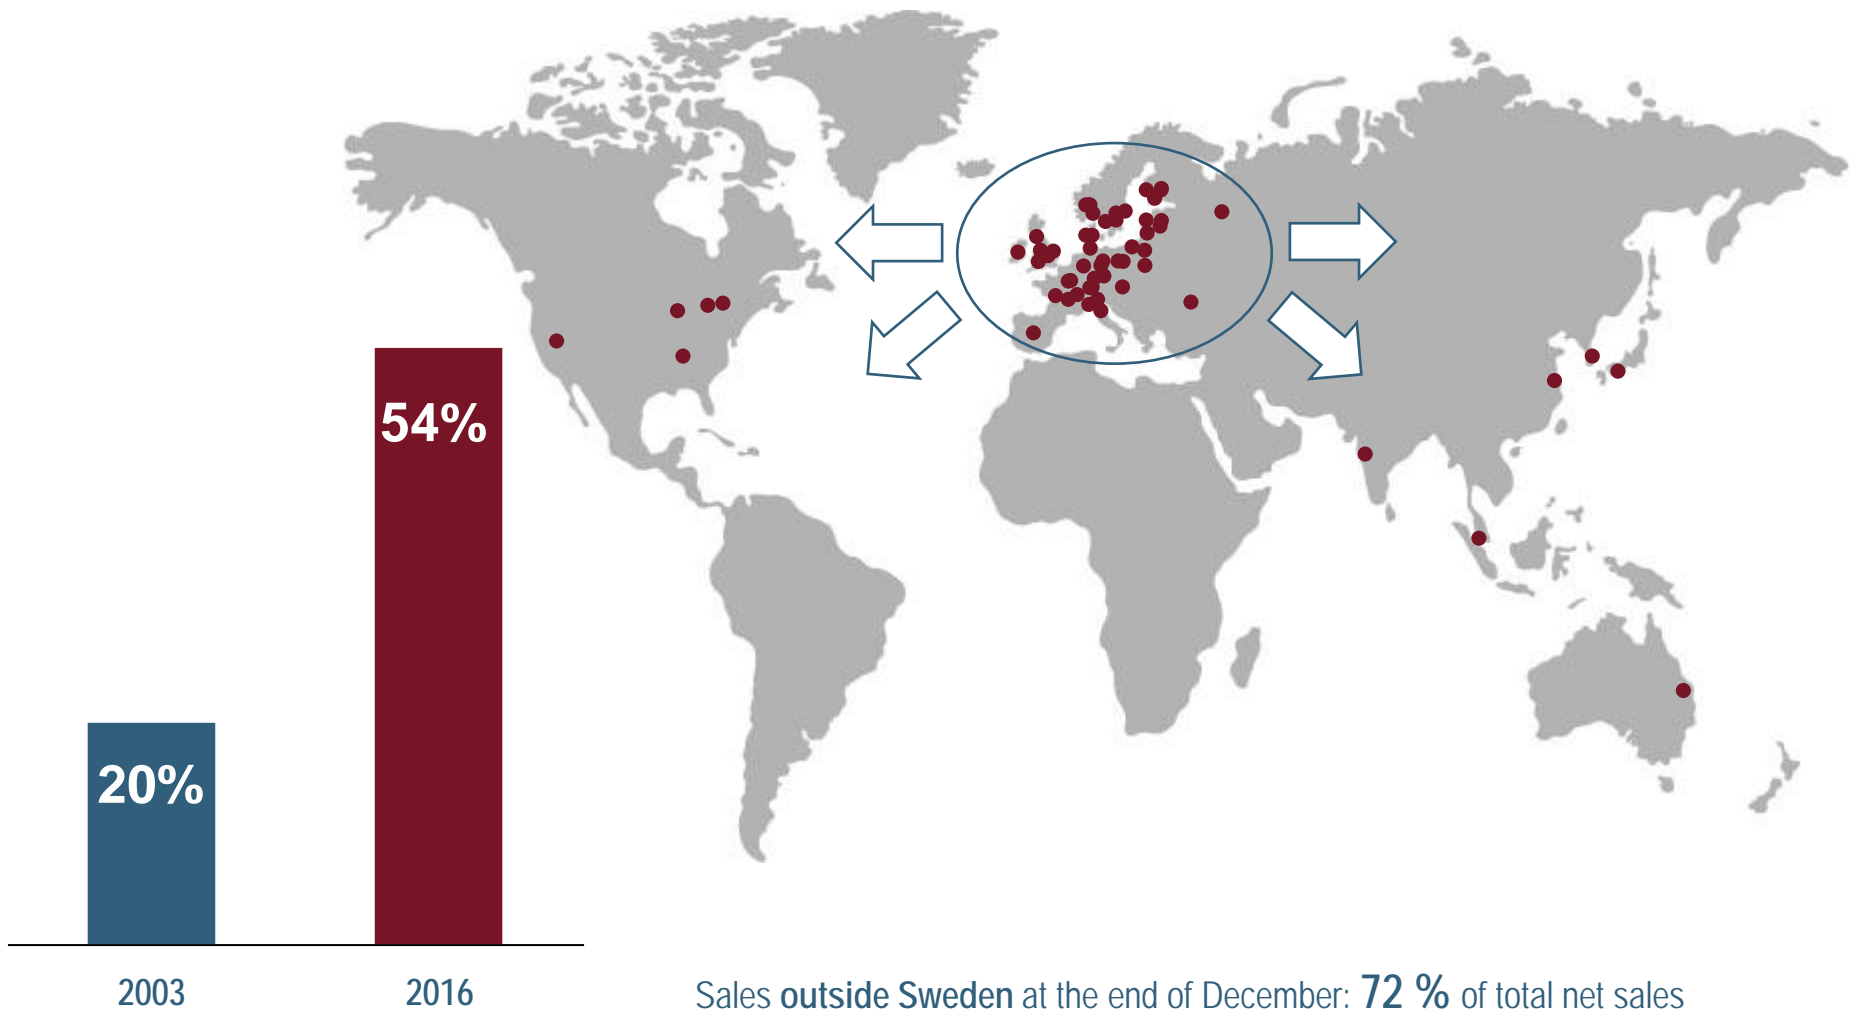 54%
20%
2003 2016
Sales outside Sweden at the end of December: 72 % of total net sales